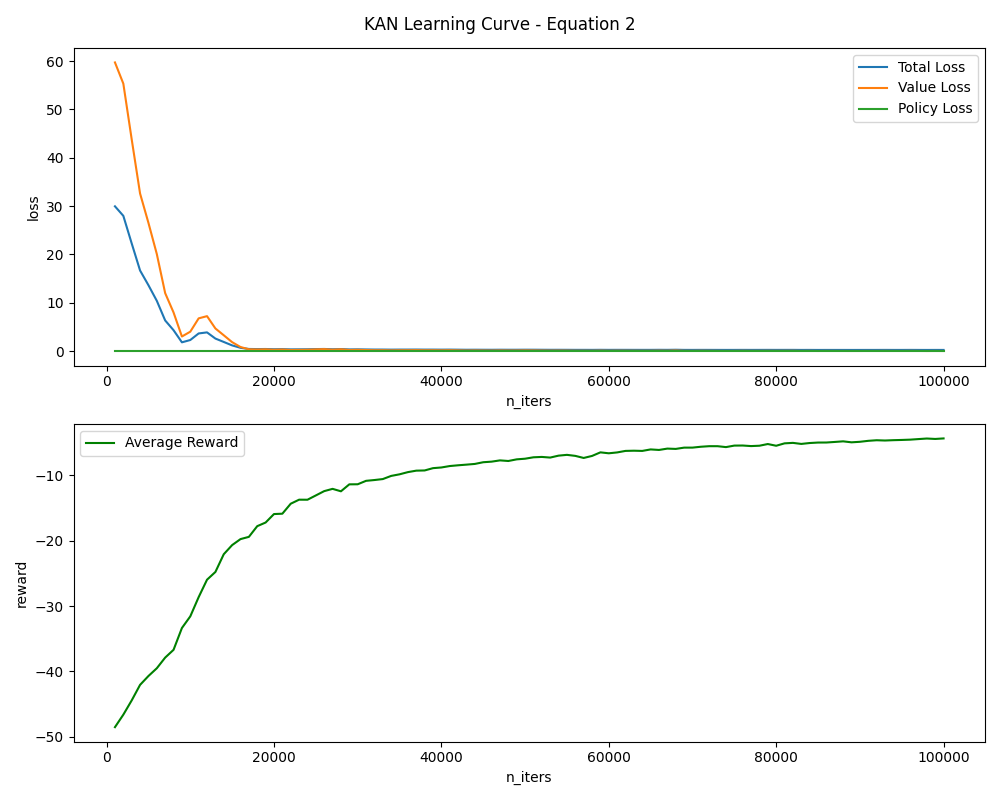 KAN Learning Curve - Equation 2
60
50
40
30
20
10
0
loss
Total Loss
Value Loss
Policy Loss
0 20000 40000 60000 80000 100000
n_iters
Average Reward
−10
−20
−30
−40
−50
reward
0 20000 40000 60000 80000 100000
n_iters